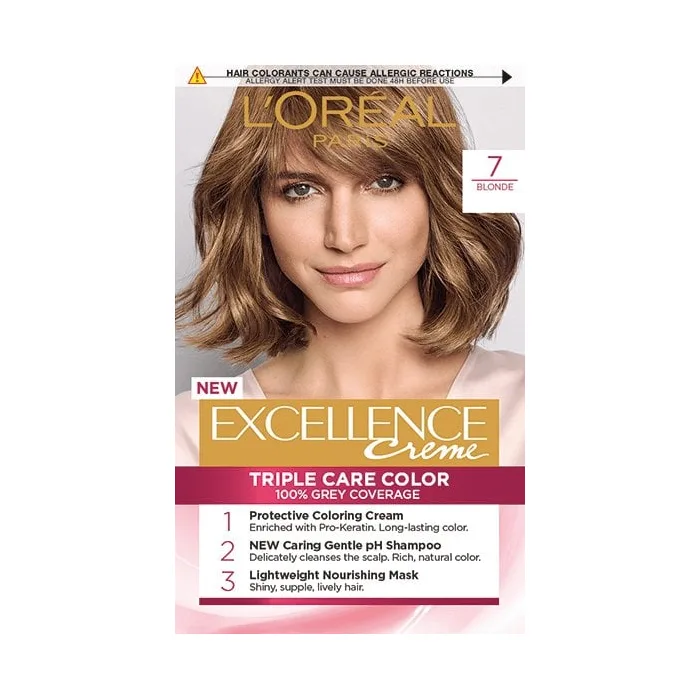 HAIR COLORANTS CAN CAUSE ALLERGIC REACTIONS
ALLERGY ALERT TEST MUST BE DONE 48H BEFORE USE
L'ORÉAL
PARIS
7
BLONDE
NEW
EXCELLENCE
Creme
TRIPLE CARE COLOR
100% GREY COVERAGE
1 Protective Coloring Cream
Enriched with Pro-Keratin. Long-lasting color.
2 NEW Caring Gentle pH Shampoo
Delicately cleanses the scalp. Rich, natural color.
3 Lightweight Nourishing Mask
Shiny, supple, lively hair.